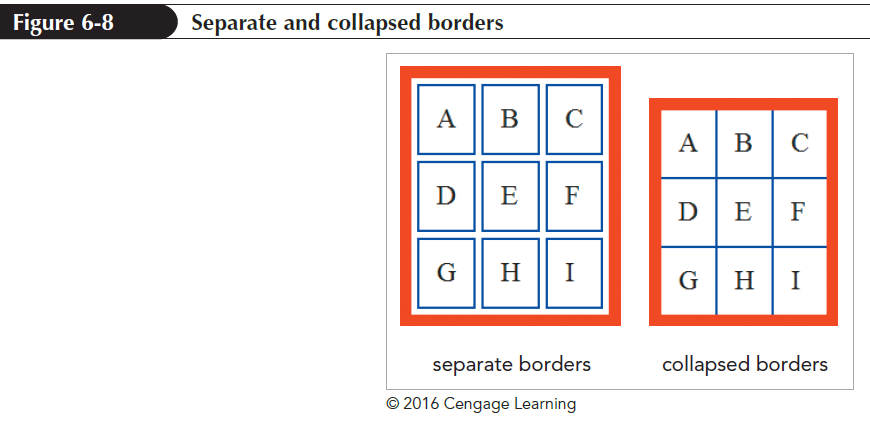 Figure 6-8 Separate and collapsed borders
A B C
D E F
G H I
A B C
D E F
G H I
separate borders
collapsed borders
© 2016 Cengage Learning